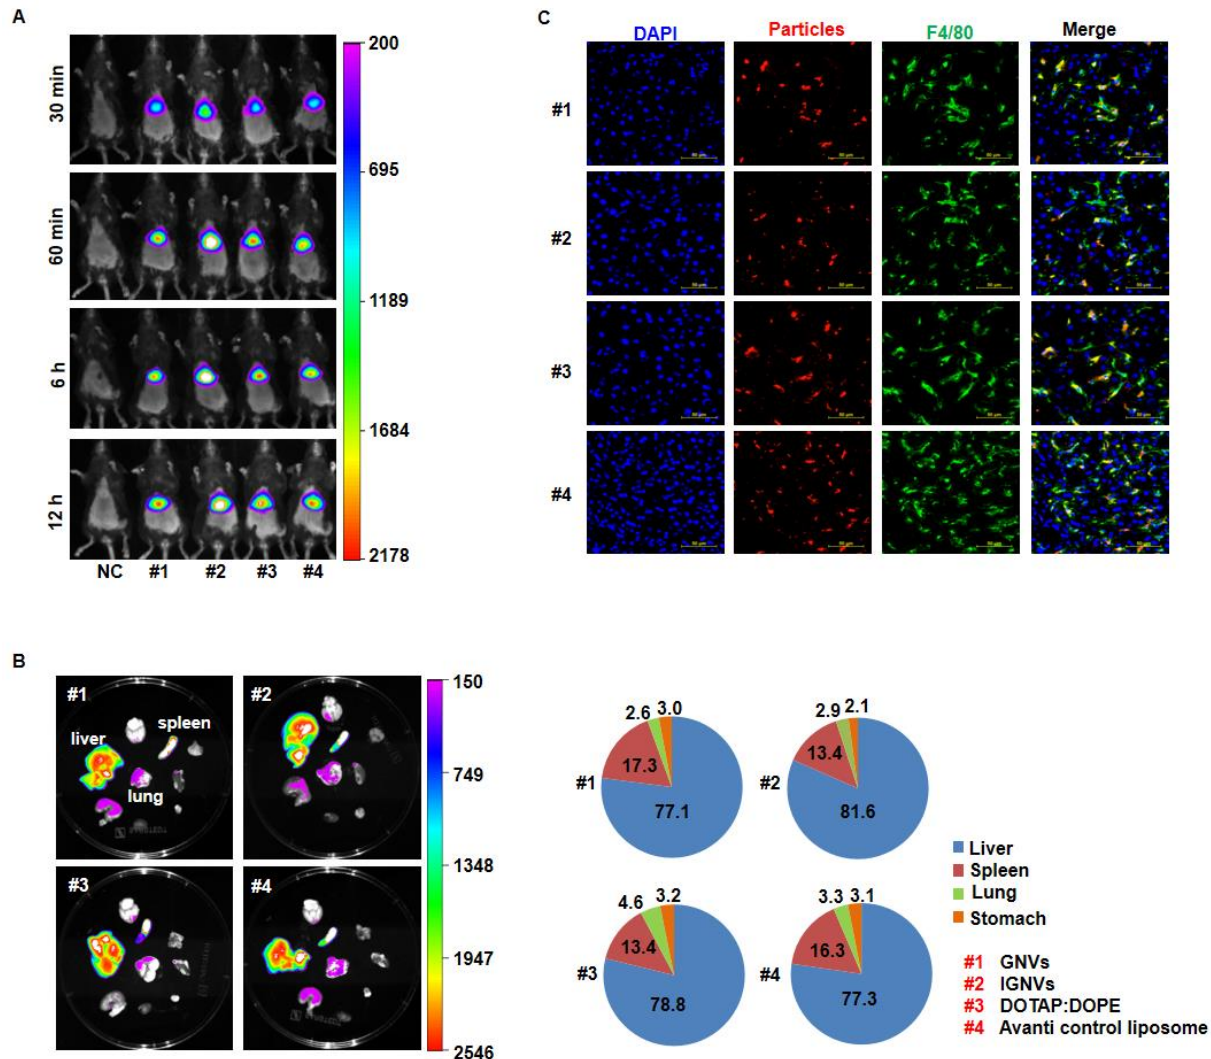 A
30 min
60 min
6 h
12 h
NC #1 #2 #3 #4
200
695
1189
1684
2178
C
DAPI Particles F4/80 Merge
#1
#2
#3
#4
B
#1 liver spleen lung
#2
#3
#4
150
749
1348
1947
2546
#1 77.1 17.3 2.6 3.0
#2 81.6 13.4 2.9 2.1
#3 78.8 13.4 4.6 3.2
#4 77.3 16.3 3.3 3.1
Liver
Spleen
Lung
Stomach
#1 GNVs
#2 IGNVs
#3 DOTAP:DOPE
#4 Avanti control liposome